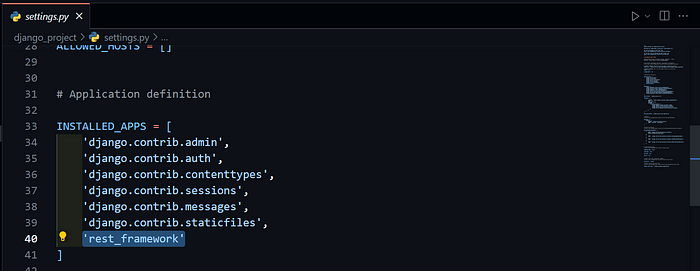 settings.py
django_project > settings.py > ...
28 ALLOWED_HOSTS = []
29
30
31 # Application definition
32
33 INSTALLED_APPS = [
34     'django.contrib.admin',
35     'django.contrib.auth',
36     'django.contrib.contenttypes',
37     'django.contrib.sessions',
38     'django.contrib.messages',
39     'django.contrib.staticfiles',
40     'rest_framework'
41 ]